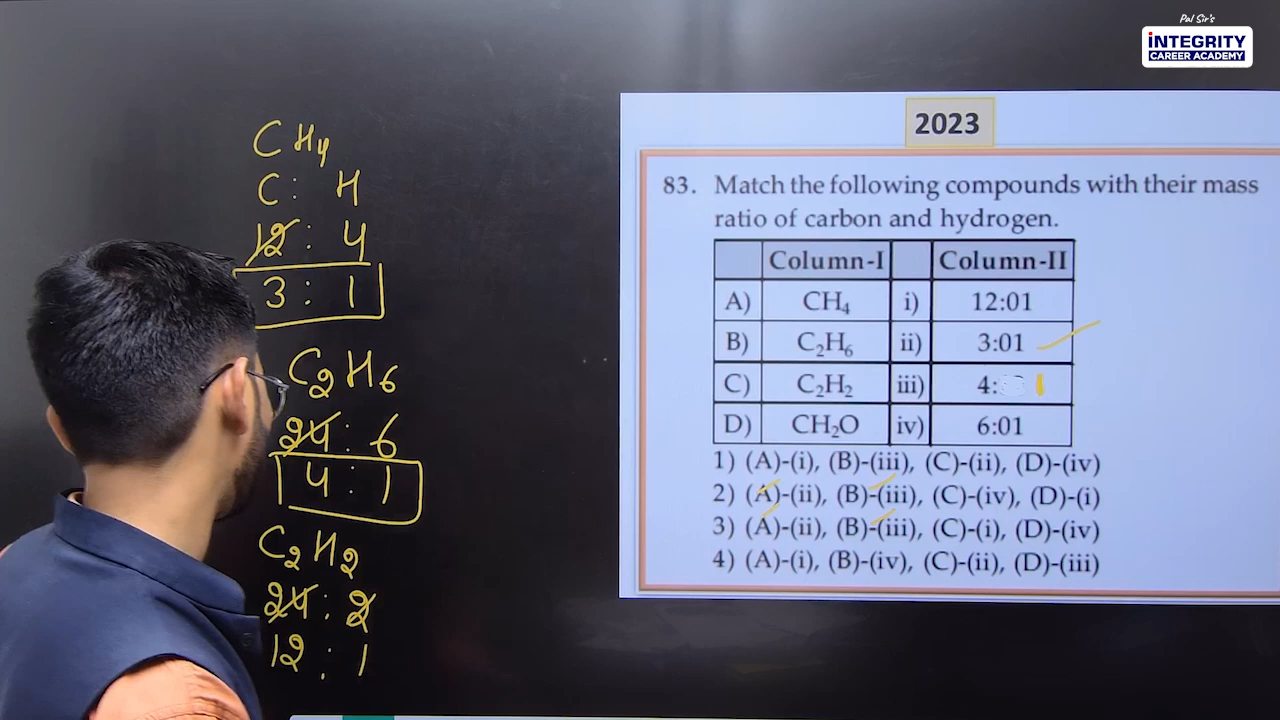 Pal Sir's
iNTEGRITY
CAREER ACADEMY
CH₄
C : H
12 : 4
3 : 1
C₂H₆
24 : 6
4 : 1
C₂H₂
24 : 2
12 : 1
2023
83. Match the following compounds with their mass
ratio of carbon and hydrogen.
Column-I Column-II
A) CH₄ i) 12:01
B) C₂H₆ ii) 3:01
C) C₂H₂ iii) 4: 1
D) CH₂O iv) 6:01
1) (A)-(i), (B)-(iii), (C)-(ii), (D)-(iv)
2) (A)-(ii), (B)-(iii), (C)-(iv), (D)-(i)
3) (A)-(ii), (B)-(iii), (C)-(i), (D)-(iv)
4) (A)-(i), (B)-(iv), (C)-(ii), (D)-(iii)